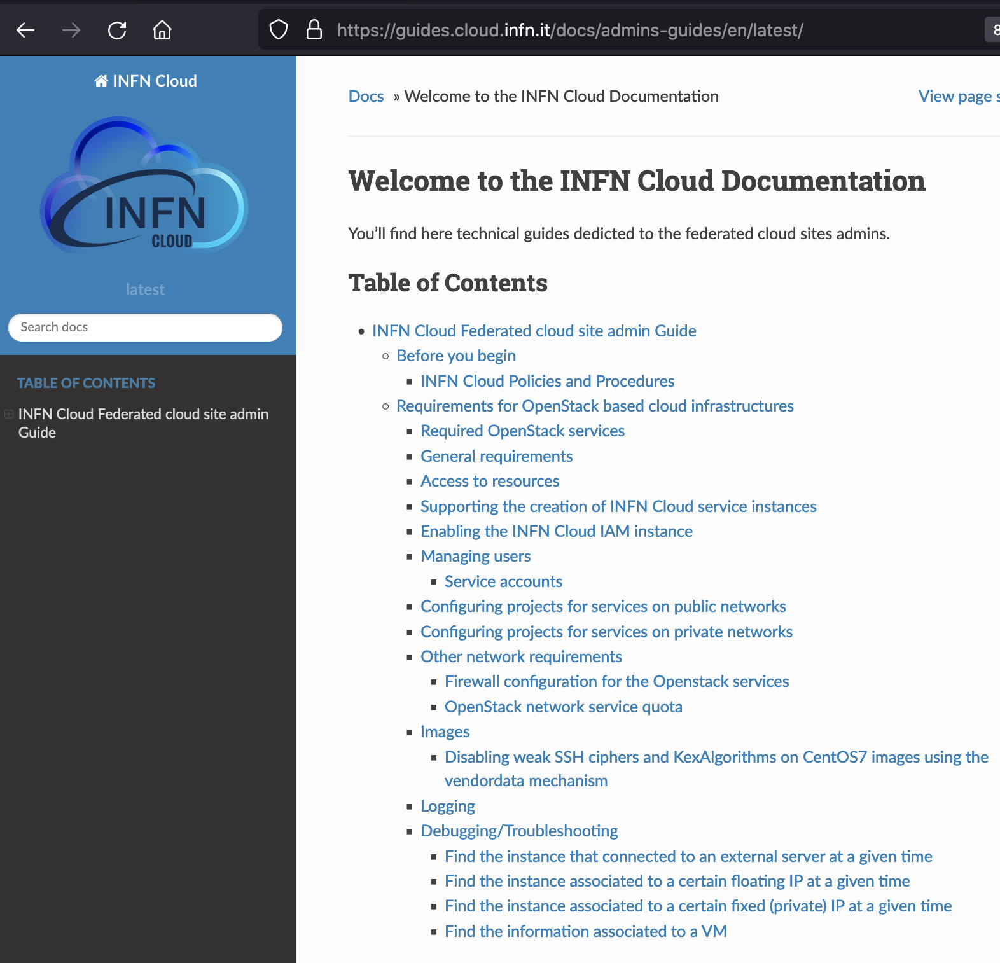 https://guides.cloud.infn.it/docs/admins-guides/en/latest/
8
INFN Cloud
INFN
CLOUD
latest
Search docs
TABLE OF CONTENTS
INFN Cloud Federated cloud site admin
Guide
Docs » Welcome to the INFN Cloud Documentation
View page s
Welcome to the INFN Cloud Documentation
You’ll find here technical guides dedicted to the federated cloud sites admins.
Table of Contents
INFN Cloud Federated cloud site admin Guide
Before you begin
INFN Cloud Policies and Procedures
Requirements for OpenStack based cloud infrastructures
Required OpenStack services
General requirements
Access to resources
Supporting the creation of INFN Cloud service instances
Enabling the INFN Cloud IAM instance
Managing users
Service accounts
Configuring projects for services on public networks
Configuring projects for services on private networks
Other network requirements
Firewall configuration for the Openstack services
OpenStack network service quota
Images
Disabling weak SSH ciphers and KexAlgorithms on CentOS7 images using the
vendordata mechanism
Logging
Debugging/Troubleshooting
Find the instance that connected to an external server at a given time
Find the instance associated to a certain floating IP at a given time
Find the instance associated to a certain fixed (private) IP at a given time
Find the information associated to a VM